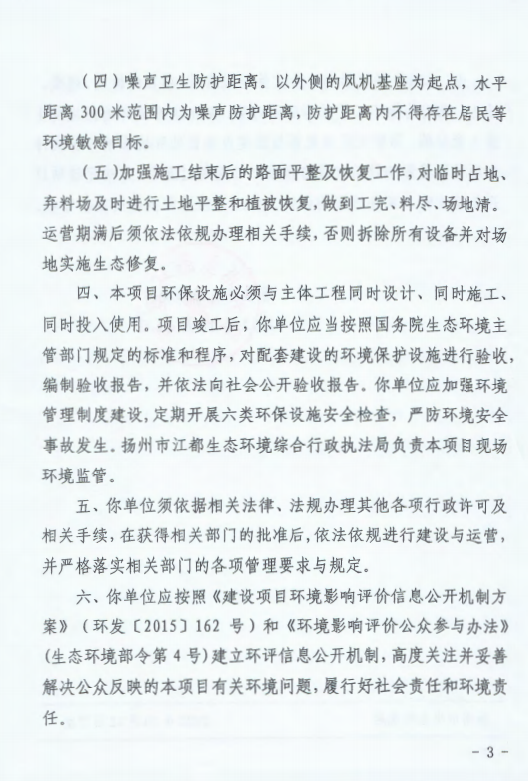 （四）噪声卫生防护距离。以外侧的风机基座为起点，水平
距离 300 米范围内为噪声防护距离，防护距离内不得存在居民等
环境敏感目标。
（五）加强施工结束后的路面平整及恢复工作，对临时占地、
弃料场及时进行土地平整和植被恢复，做到工完、料尽、场地清。
运营期满后须依法依规办理相关手续，否则拆除所有设备并对场
地实施生态修复。
四、本项目环保设施必须与主体工程同时设计、同时施工、
同时投入使用。项目竣工后，你单位应当按照国务院生态环境主
管部门规定的标准和程序，对配套建设的环境保护设施进行验收，
编制验收报告，并依法向社会公开验收报告。你单位应加强环境
管理制度建设，定期开展六类环保设施安全检查，严防环境安全
事故发生。扬州市江都生态环境综合行政执法局负责本项目现场
环境监管。
五、你单位须依据相关法律、法规办理其他各项行政许可及
相关手续，在获得相关部门的批准后，依法依规进行建设与运营，
并严格落实相关部门的各项管理要求与规定。
六、你单位应按照《建设项目环境影响评价信息公开机制方
案》（环发〔2015〕162 号）和《环境影响评价公众参与办法》
(生态环境部令第 4 号)建立环评信息公开机制，高度关注并妥善
解决公众反映的本项目有关环境问题，履行好社会责任和环境责
任。
- 3 -